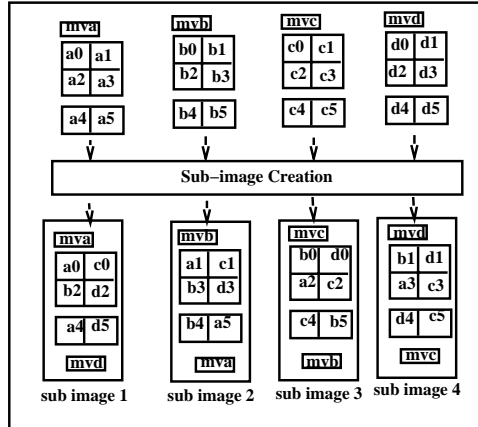 mva mvb mvc mvd
a0 a1 b0 b1 c0 c1 d0 d1
a2 a3 b2 b3 c2 c3 d2 d3
a4 a5 b4 b5 c4 c5 d4 d5
Sub-image Creation
mva mvb mvc mvd
a0 c0 a1 c1 b0 d0 b1 d1
b2 d2 b3 d3 a2 c2 a3 c3
a4 d5 b4 a5 c4 b5 d4 c5
mvd mva mvb mvc
sub image 1 sub image 2 sub image 3 sub image 4